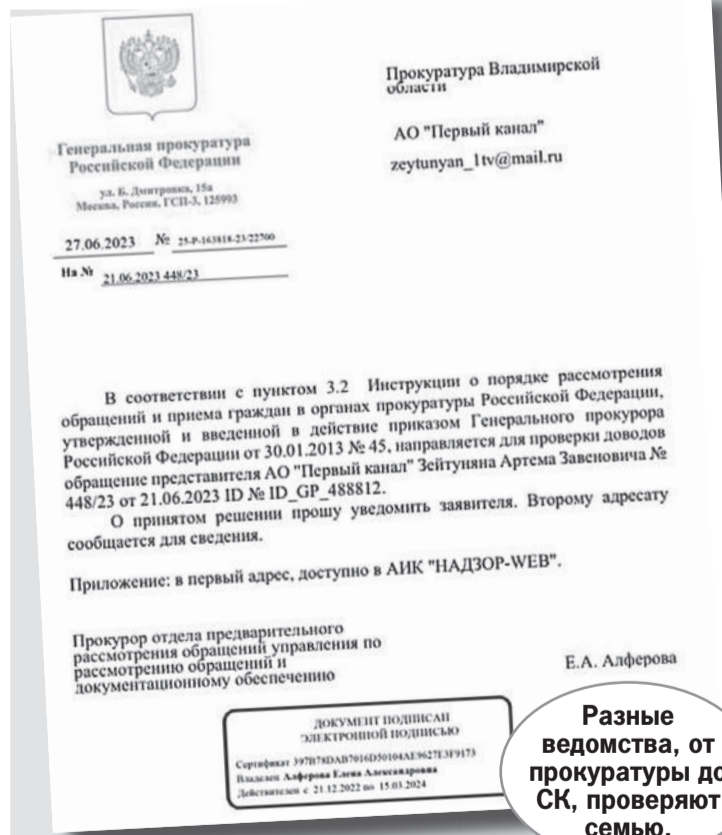 Генеральная прокуратура
Российской Федерации
ул. Б. Дмитровка, 15а
Москва, Россия, ГСП-3, 125993
27.06.2023 № 25-Р-163818-23/22700
На № 21.06.2023 448/23
Прокуратура Владимирской
области
АО "Первый канал"
zeytunyan_1tv@mail.ru
В соответствии с пунктом 3.2 Инструкции о порядке рассмотрения
обращений и приема граждан в органах прокуратуры Российской Федерации,
утвержденной и введенной в действие приказом Генерального прокурора
Российской Федерации от 30.01.2013 № 45, направляется для проверки доводов
обращение представителя АО "Первый канал" Зейтуняна Артема Завеновича №
448/23 от 21.06.2023 ID № ID_GP_488812.
О принятом решении прошу уведомить заявителя. Второму адресату
сообщается для сведения.
Приложение: в первый адрес, доступно в АИК "НАДЗОР-WEB".
Прокурор отдела предварительного
рассмотрения обращений управления по
рассмотрению обращений и
документационному обеспечению
Е.А. Алферова
ДОКУМЕНТ ПОДПИСАН
ЭЛЕКТРОННОЙ ПОДПИСЬЮ
Сертификат 397B78DAB7016D50104AE9627E3F9173
Владелец Алферова Елена Александровна
Действителен с 21.12.2022 по 15.03.2024
Разные
ведомства, от
прокуратуры до
СК, проверяют
семью.